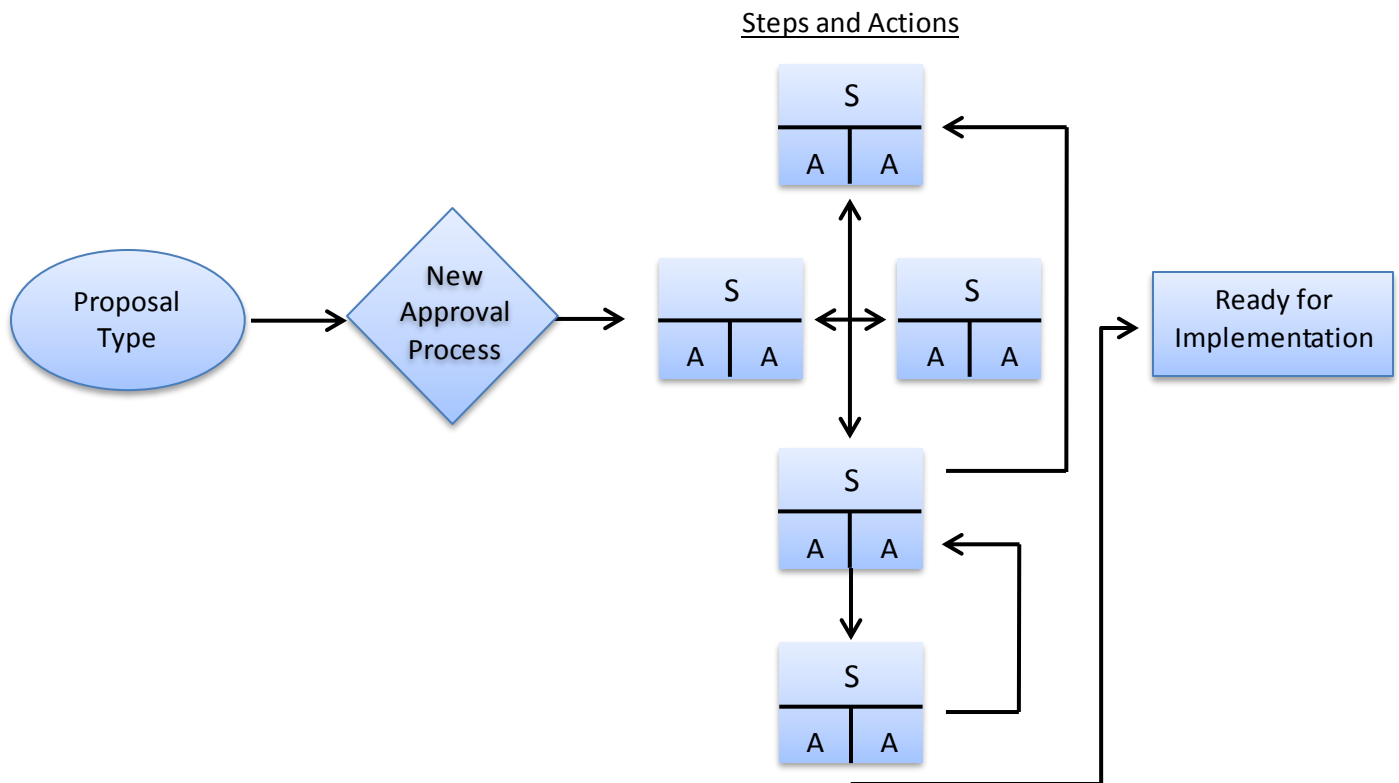 Steps and Actions
S
A A
Proposal
Type
New
Approval
Process
S
A A
S
A A
Ready for
Implementation
S
A A
S
A A